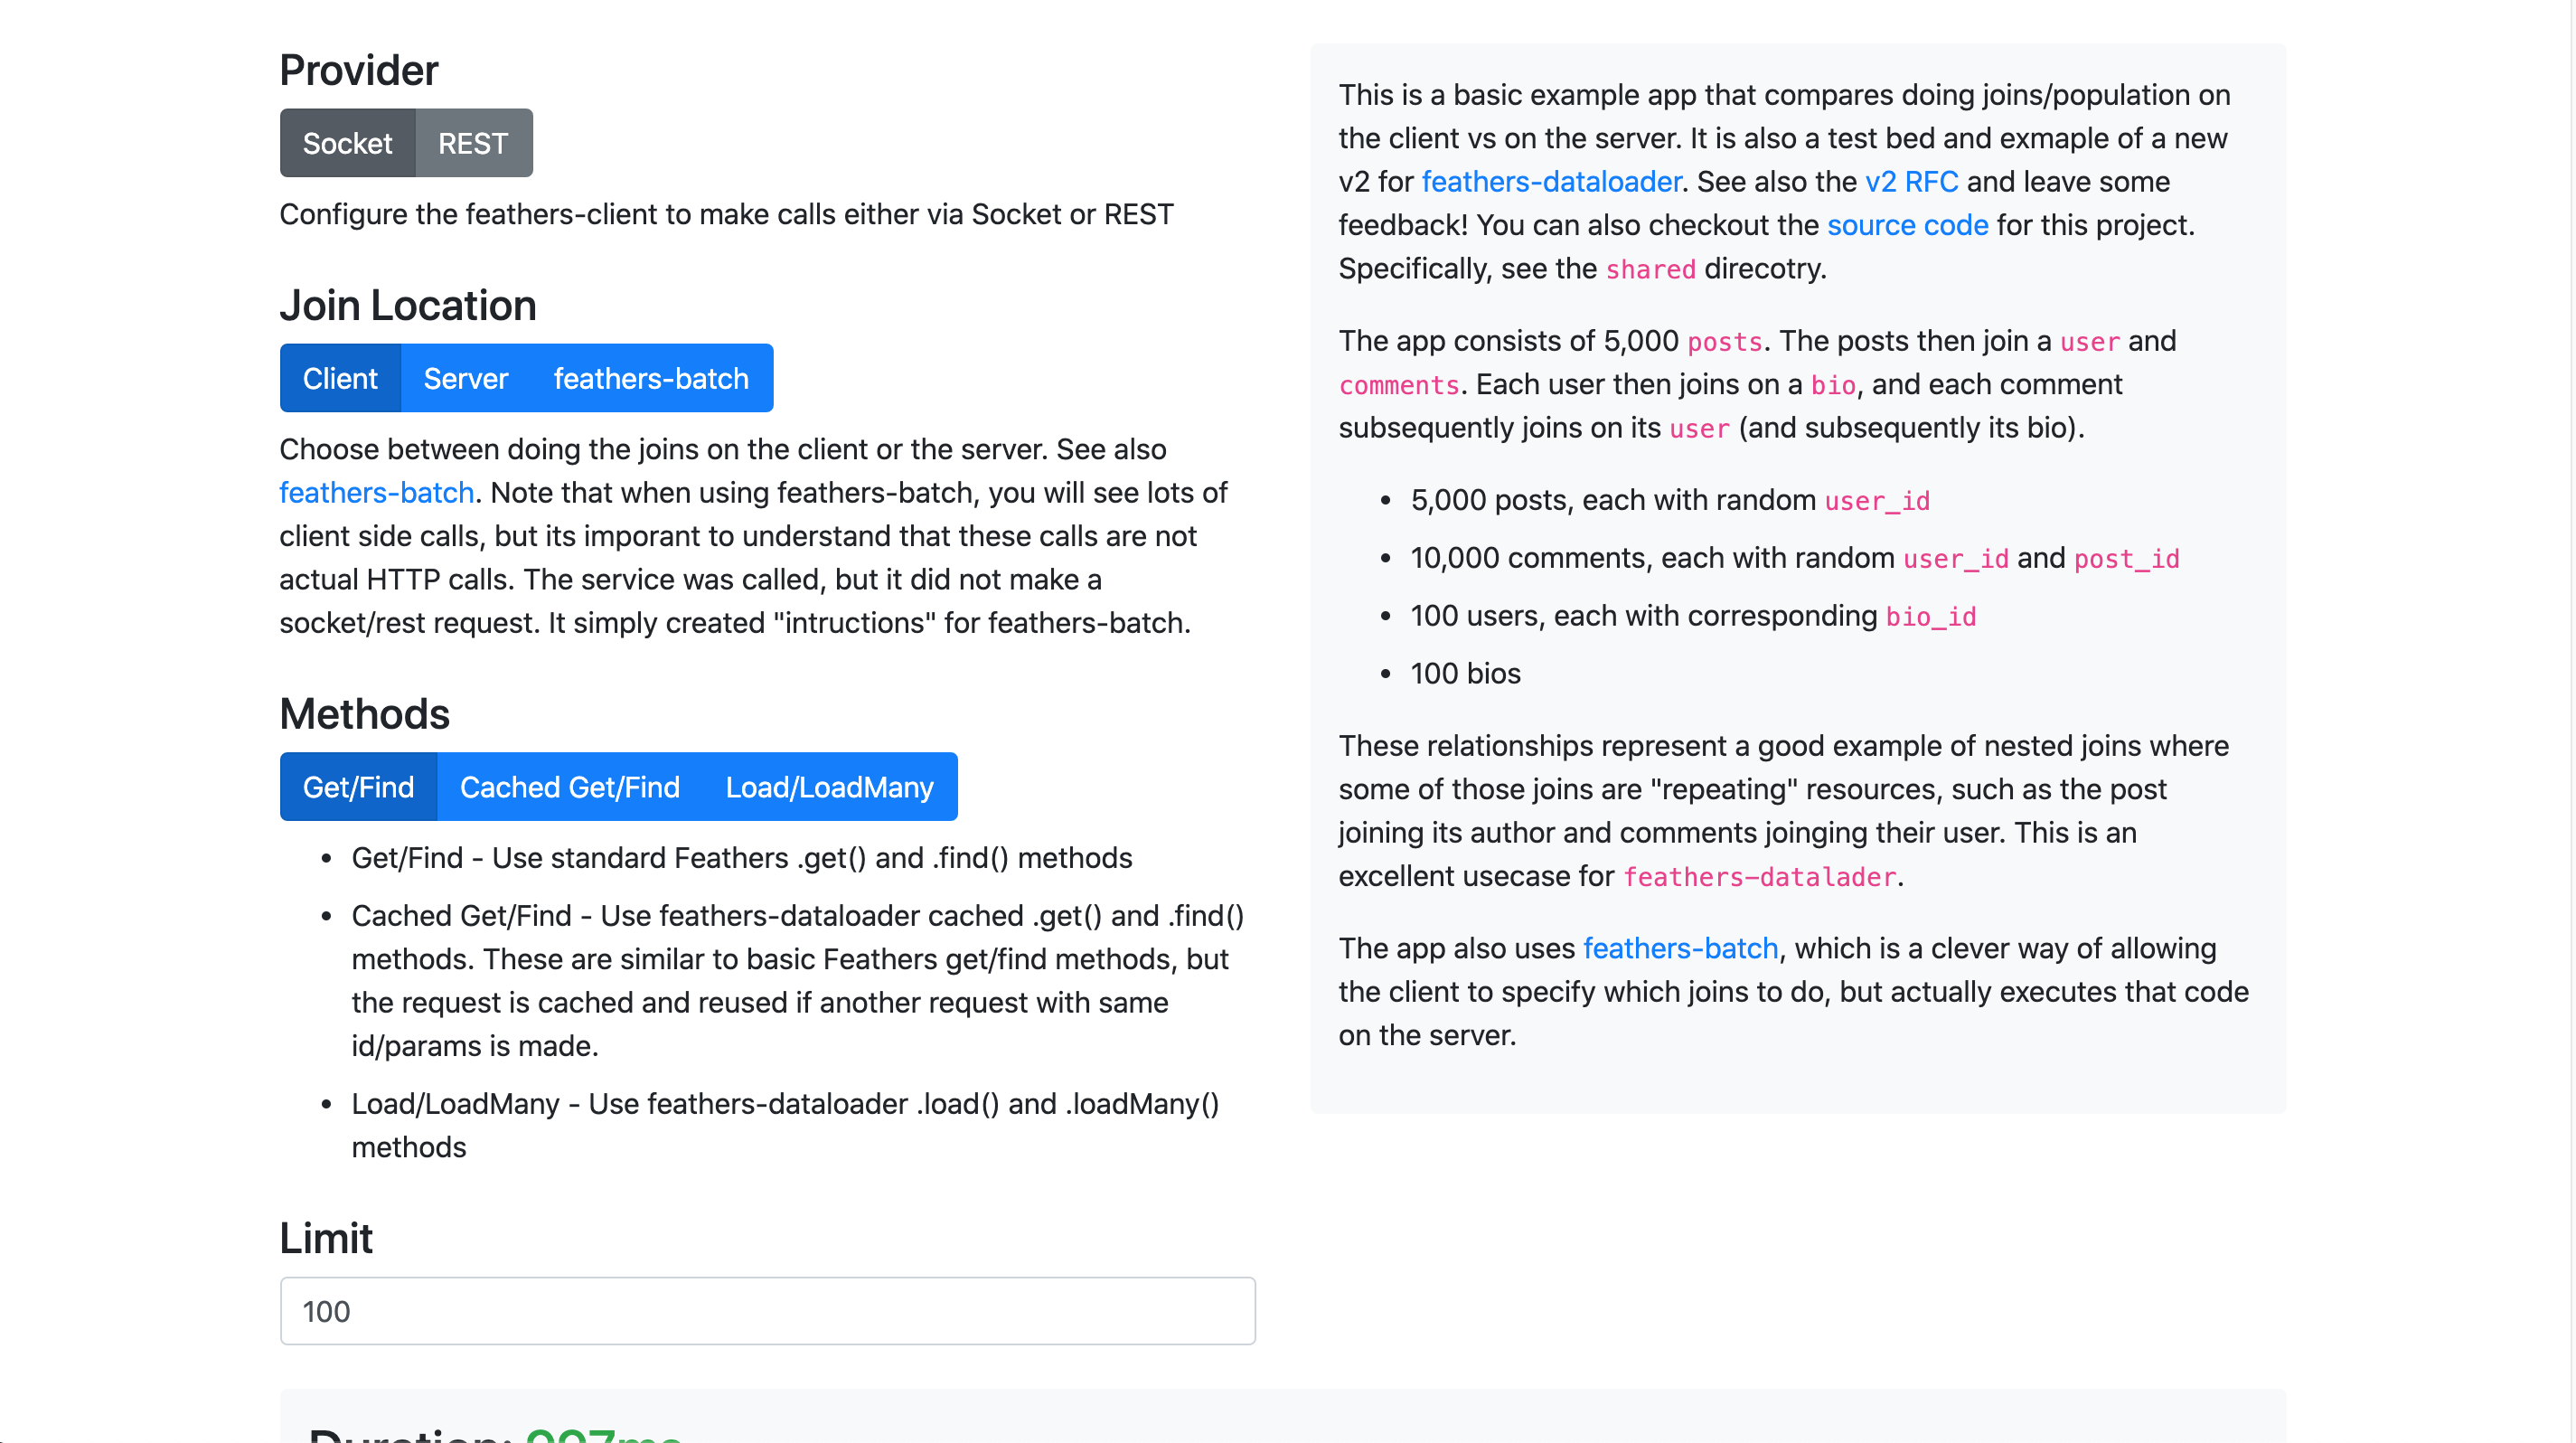 Provider
Socket REST
Configure the feathers-client to make calls either via Socket or REST
Join Location
Client Server feathers-batch
Choose between doing the joins on the client or the server. See also
feathers-batch. Note that when using feathers-batch, you will see lots of
client side calls, but its imporant to understand that these calls are not
actual HTTP calls. The service was called, but it did not make a
socket/rest request. It simply created "intructions" for feathers-batch.
Methods
Get/Find Cached Get/Find Load/LoadMany
• Get/Find - Use standard Feathers .get() and .find() methods
• Cached Get/Find - Use feathers-dataloader cached .get() and .find()
methods. These are similar to basic Feathers get/find methods, but
the request is cached and reused if another request with same
id/params is made.
• Load/LoadMany - Use feathers-dataloader .load() and .loadMany()
methods
Limit
100
This is a basic example app that compares doing joins/population on
the client vs on the server. It is also a test bed and exmaple of a new
v2 for feathers-dataloader. See also the v2 RFC and leave some
feedback! You can also checkout the source code for this project.
Specifically, see the shared direcotry.
The app consists of 5,000 posts. The posts then join a user and
comments. Each user then joins on a bio, and each comment
subsequently joins on its user (and subsequently its bio).
• 5,000 posts, each with random user_id
• 10,000 comments, each with random user_id and post_id
• 100 users, each with corresponding bio_id
• 100 bios
These relationships represent a good example of nested joins where
some of those joins are "repeating" resources, such as the post
joining its author and comments joinging their user. This is an
excellent usecase for feathers-datalader.
The app also uses feathers-batch, which is a clever way of allowing
the client to specify which joins to do, but actually executes that code
on the server.
Duration: